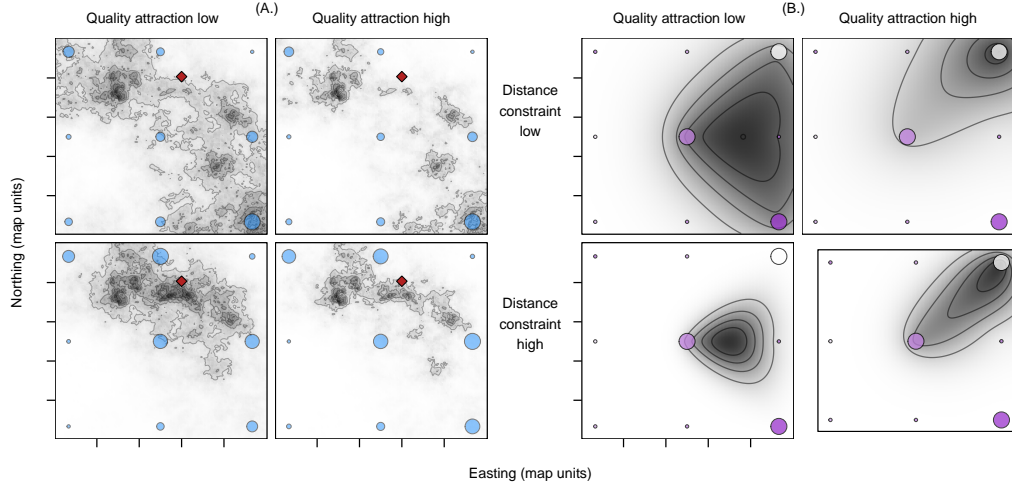 (A.)
(B.)
Quality attraction low
Quality attraction high
Quality attraction low
Quality attraction high
Distance
constraint
low
Northing (map units)
Distance
constraint
high
Easting (map units)